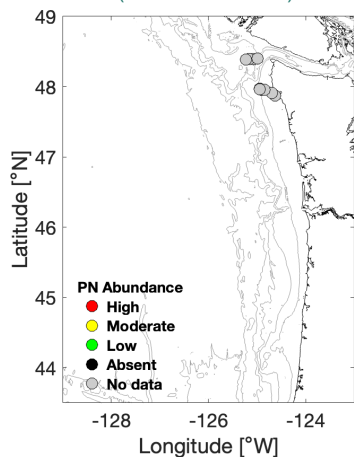 49
48
47
46
45
44
Latitude [°N]
PN Abundance
High
Moderate
Low
Absent
No data
-128
-126
-124
-122
Longitude [°W]